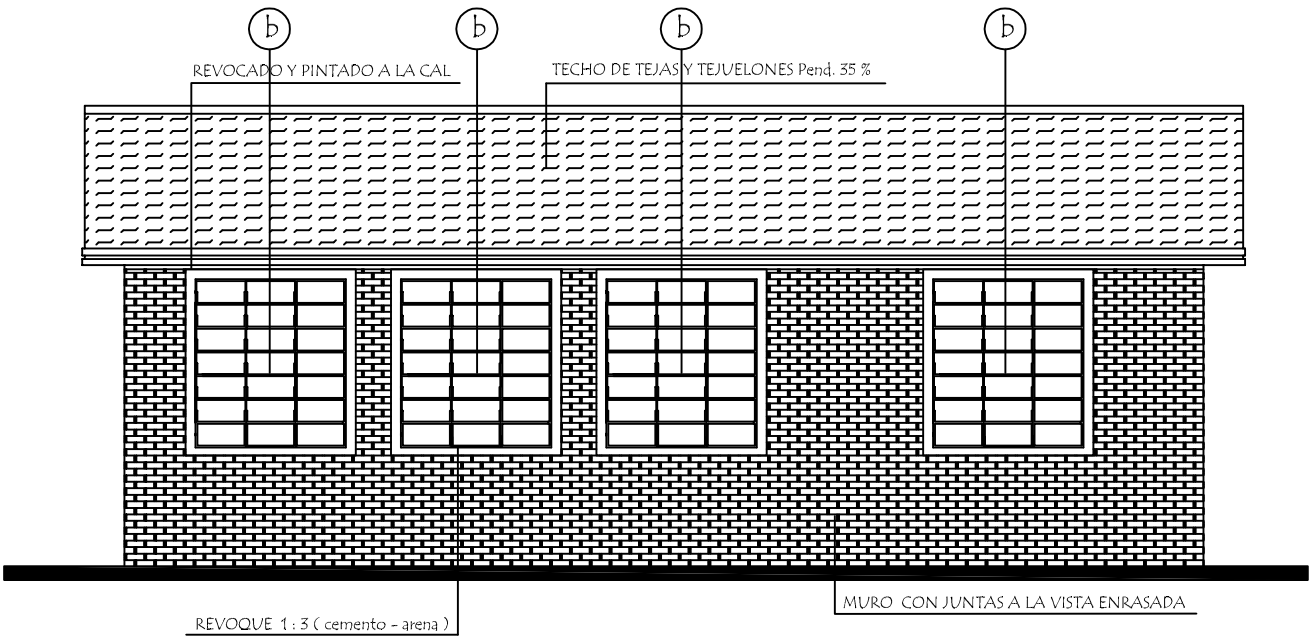 b b b b
REVOCADO Y PINTADO A LA CAL
TECHO DE TEJAS Y TEJUELONES Pend. 35 %
MURO CON JUNTAS A LA VISTA ENRASADA
REVOQUE 1 : 3 ( cemento - arena )